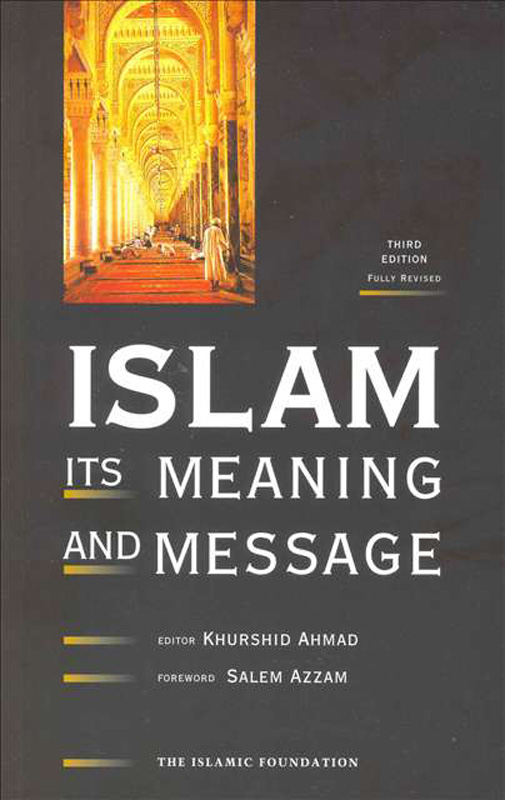 THIRD
EDITION
FULLY REVISED
ISLAM
ITS MEANING
AND MESSAGE
EDITOR KHURSHID AHMAD
FOREWORD SALEM AZZAM
THE ISLAMIC FOUNDATION